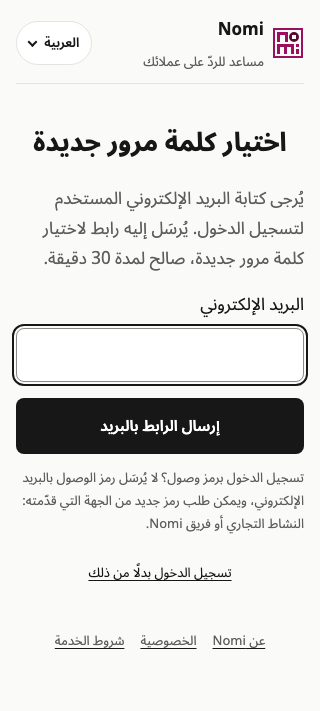 Nomi
مساعد للردّ على عملائك
العربية
اختيار كلمة مرور جديدة
يُرجى كتابة البريد الإلكتروني المستخدم
لتسجيل الدخول. يُرسَل إليه رابط لاختيار
كلمة مرور جديدة، صالح لمدة 30 دقيقة.
البريد الإلكتروني
إرسال الرابط بالبريد
تسجيل الدخول برمز وصول؟ لا يُرسَل رمز الوصول بالبريد
الإلكتروني، ويمكن طلب رمز جديد من الجهة التي قدّمته:
النشاط التجاري أو فريق Nomi.
تسجيل الدخول بدلًا من ذلك
عن Nomi الخصوصية شروط الخدمة